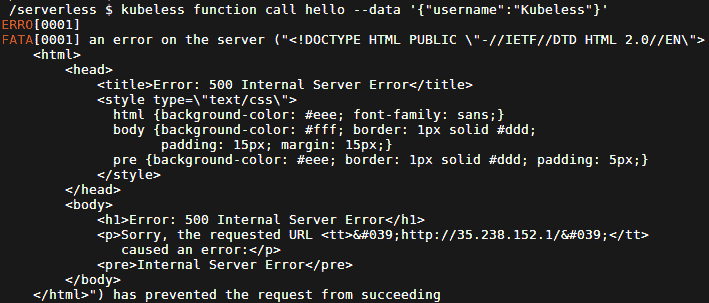 /serverless $ kubeless function call hello --data '{"username":"Kubeless"}'
ERRO[0001]
FATA[0001] an error on the server ("<!DOCTYPE HTML PUBLIC \"-//IETF//DTD HTML 2.0//EN\">
<html>
<head>
<title>Error: 500 Internal Server Error</title>
<style type=\"text/css\">
html {background-color: #eee; font-family: sans;}
body {background-color: #fff; border: 1px solid #ddd;
padding: 15px; margin: 15px;}
pre {background-color: #eee; border: 1px solid #ddd; padding: 5px;}
</style>
</head>
<body>
<h1>Error: 500 Internal Server Error</h1>
<p>Sorry, the requested URL <tt>&#039;http://35.238.152.1/&#039;</tt>
caused an error:</p>
<pre>Internal Server Error</pre>
</body>
</html>") has prevented the request from succeeding